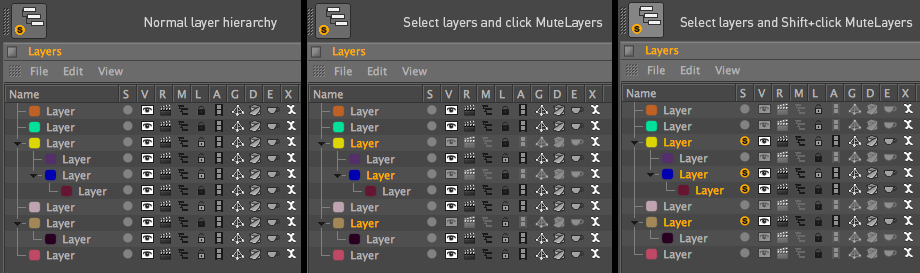 Normal layer hierarchy
S
Layers
File Edit View
Name S V R M L A G D E X
Layer
Layer
Layer
Layer
Layer
Layer
Layer
Layer
Layer
Layer
Select layers and click MuteLayers
S
Layers
File Edit View
Name S V R M L A G D E X
Layer
Layer
Layer
Layer
Layer
Layer
Layer
Layer
Layer
Layer
Select layers and Shift+click MuteLayers
S
Layers
File Edit View
Name S V R M L A G D E X
Layer
Layer
Layer S
Layer
Layer S
Layer S
Layer
Layer S
Layer
Layer